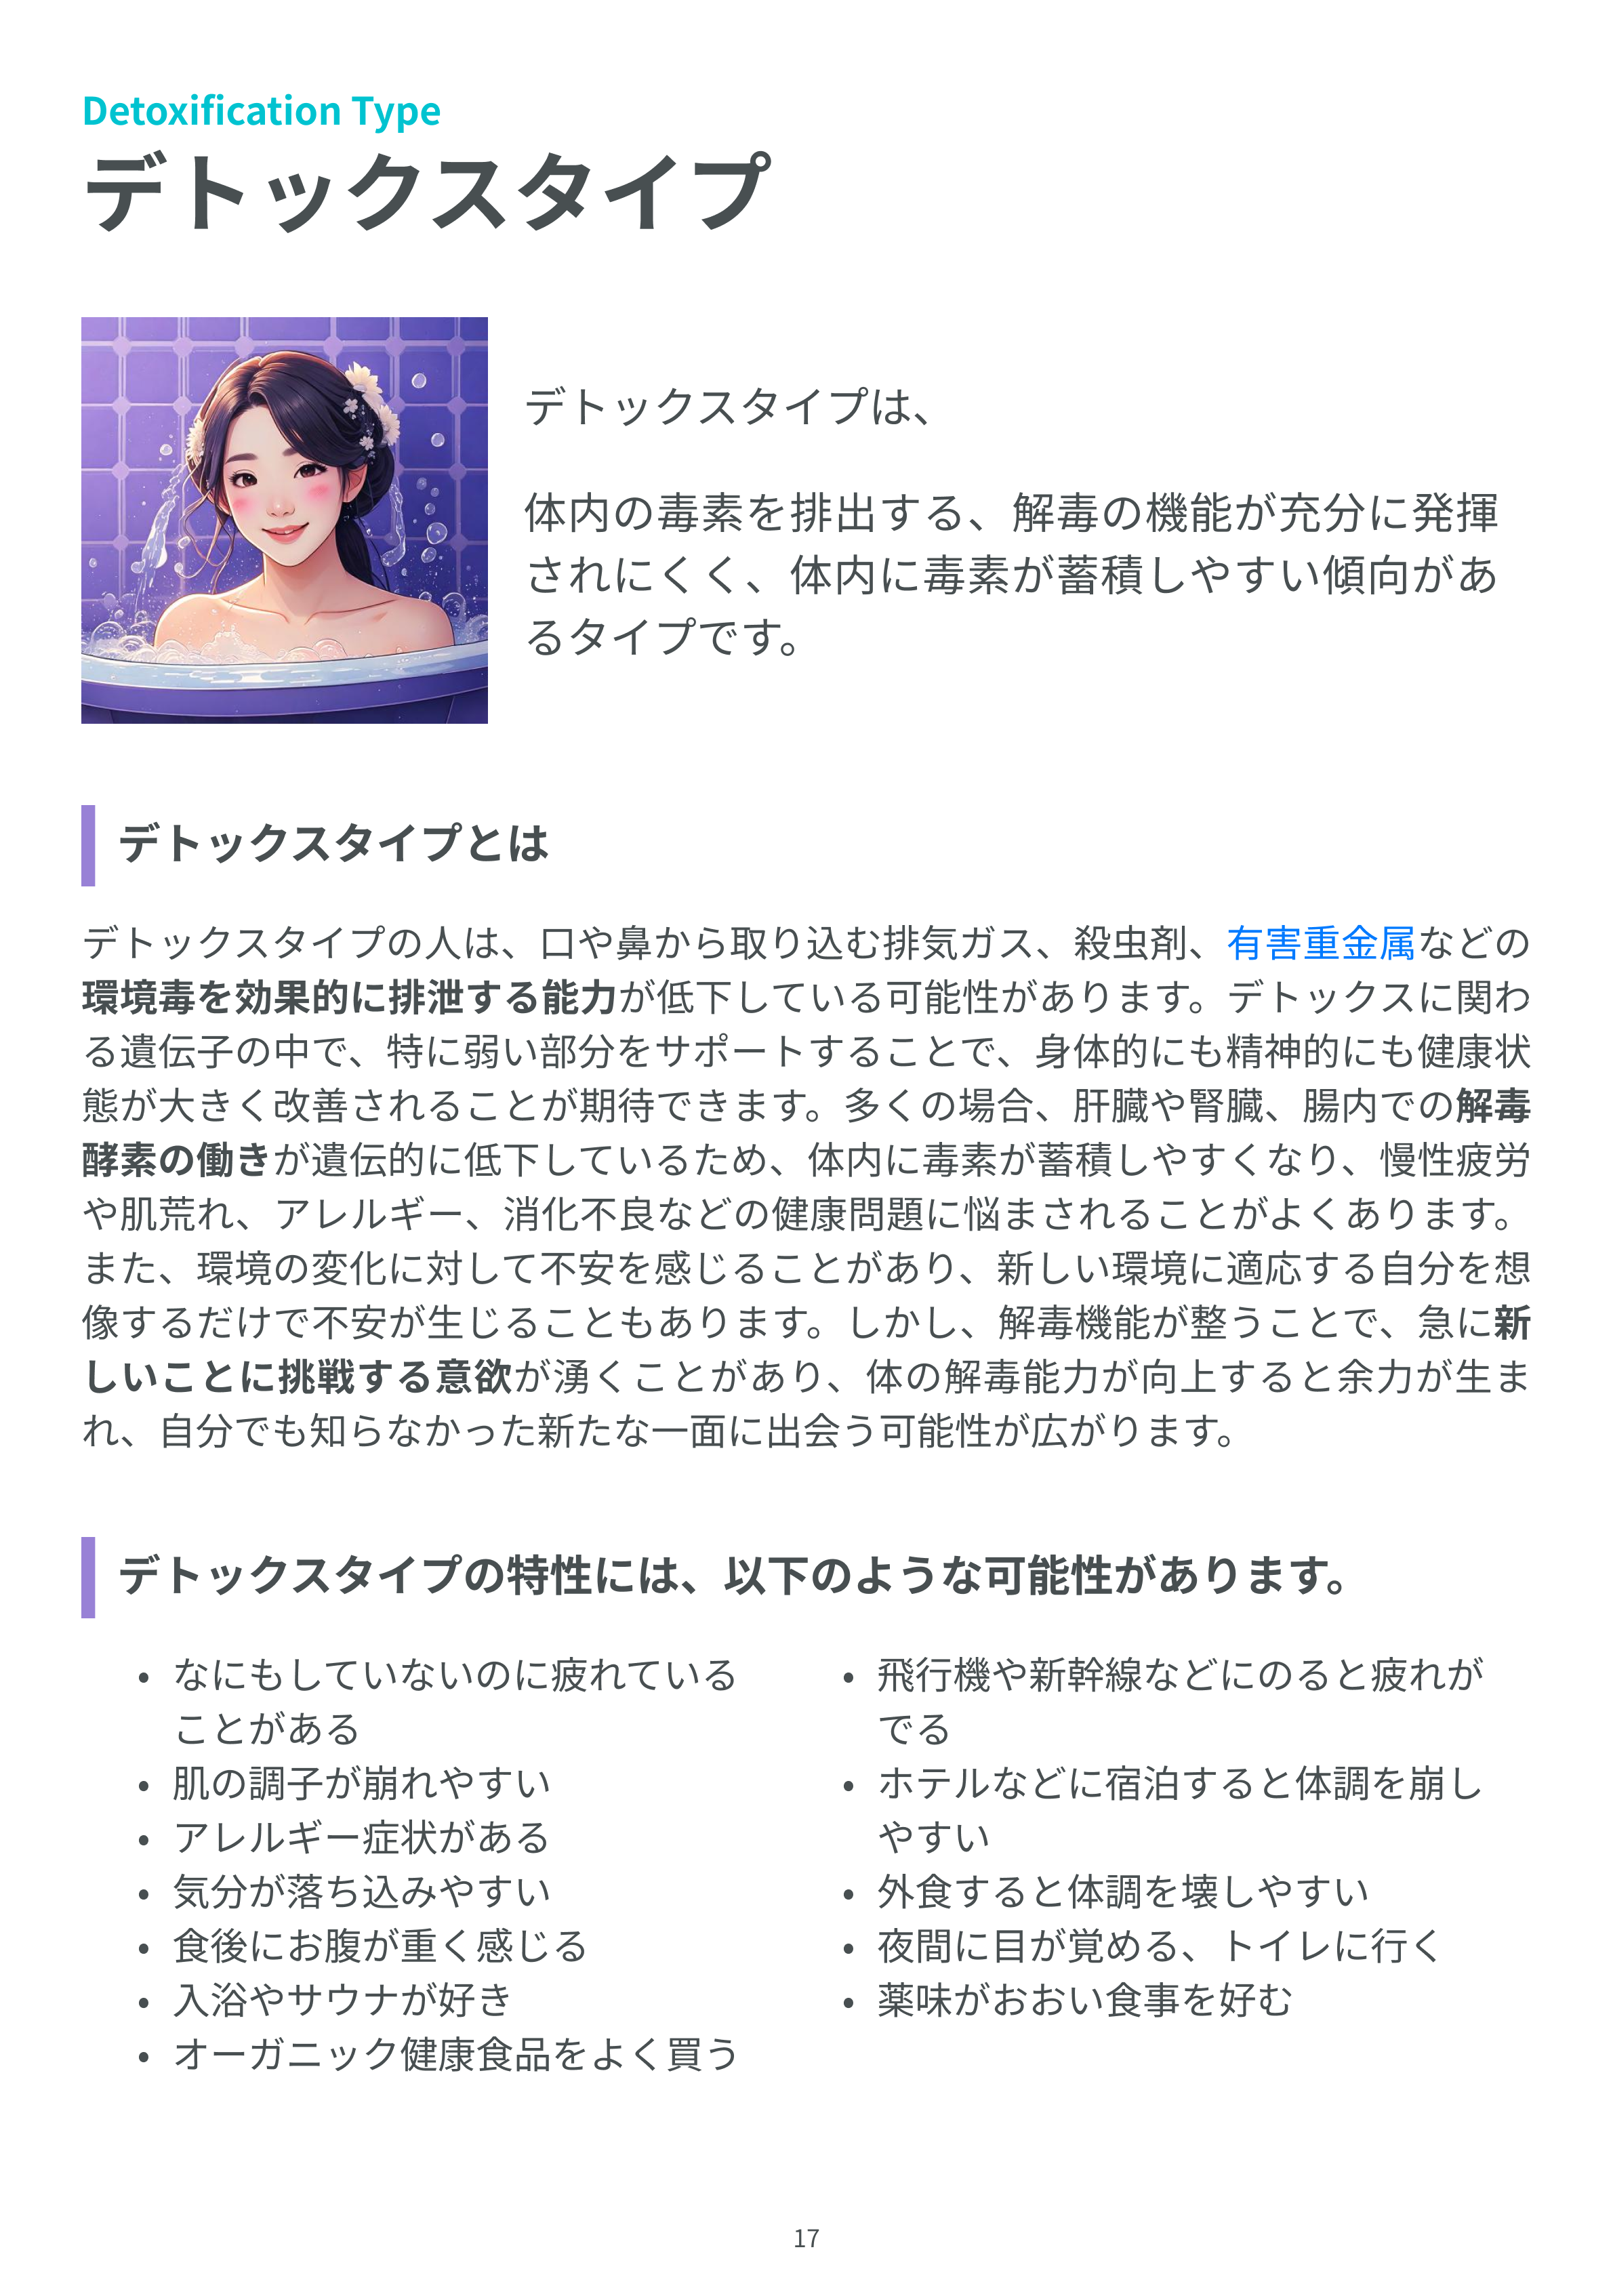 Detoxification Type
デトックスタイプ
デトックスタイプは、
体内の毒素を排出する、解毒の機能が充分に発揮
されにくく、体内に毒素が蓄積しやすい傾向があ
るタイプです。
デトックスタイプとは
デトックスタイプの人は、口や鼻から取り込む排気ガス、殺虫剤、有害重金属などの
環境毒を効果的に排泄する能力が低下している可能性があります。デトックスに関わ
る遺伝子の中で、特に弱い部分をサポートすることで、身体的にも精神的にも健康状
態が大きく改善されることが期待できます。多くの場合、肝臓や腎臓、腸内での解毒
酵素の働きが遺伝的に低下しているため、体内に毒素が蓄積しやすくなり、慢性疲労
や肌荒れ、アレルギー、消化不良などの健康問題に悩まされることがよくあります。
また、環境の変化に対して不安を感じることがあり、新しい環境に適応する自分を想
像するだけで不安が生じることもあります。しかし、解毒機能が整うことで、急に新
しいことに挑戦する意欲が湧くことがあり、体の解毒能力が向上すると余力が生ま
れ、自分でも知らなかった新たな一面に出会う可能性が広がります。
デトックスタイプの特性には、以下のような可能性があります。
• なにもしていないのに疲れている
ことがある
• 肌の調子が崩れやすい
• アレルギー症状がある
• 気分が落ち込みやすい
• 食後にお腹が重く感じる
• 入浴やサウナが好き
• オーガニック健康食品をよく買う
• 飛行機や新幹線などにのると疲れが
でる
• ホテルなどに宿泊すると体調を崩し
やすい
• 外食すると体調を壊しやすい
• 夜間に目が覚める、トイレに行く
• 薬味がおおい食事を好む
17